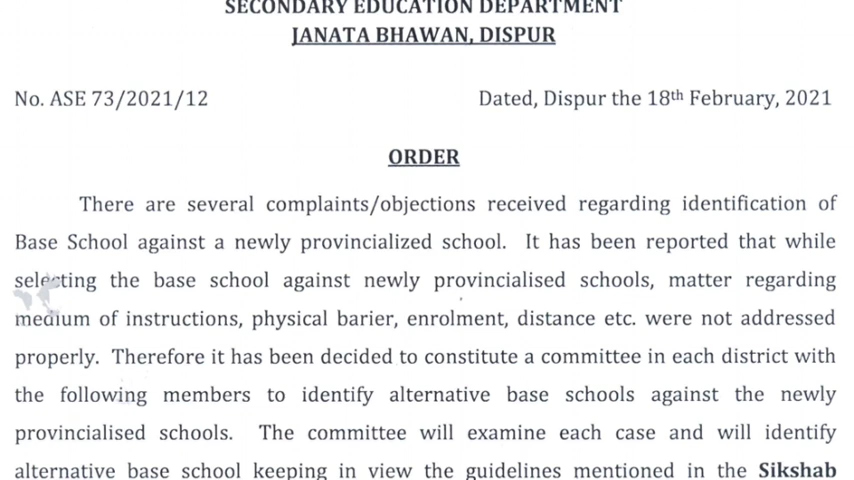 SECONDARY EDUCATION DEPARTMENT
JANATA BHAWAN, DISPUR
No. ASE 73/2021/12 Dated, Dispur the 18th February, 2021
ORDER
There are several complaints/objections received regarding identification of
Base School against a newly provincialized school. It has been reported that while
selecting the base school against newly provincialised schools, matter regarding
medium of instructions, physical barier, enrolment, distance etc. were not addressed
properly. Therefore it has been decided to constitute a committee in each district with
the following members to identify alternative base schools against the newly
provincialised schools. The committee will examine each case and will identify
alternative base school keeping in view the guidelines mentioned in the Sikshab